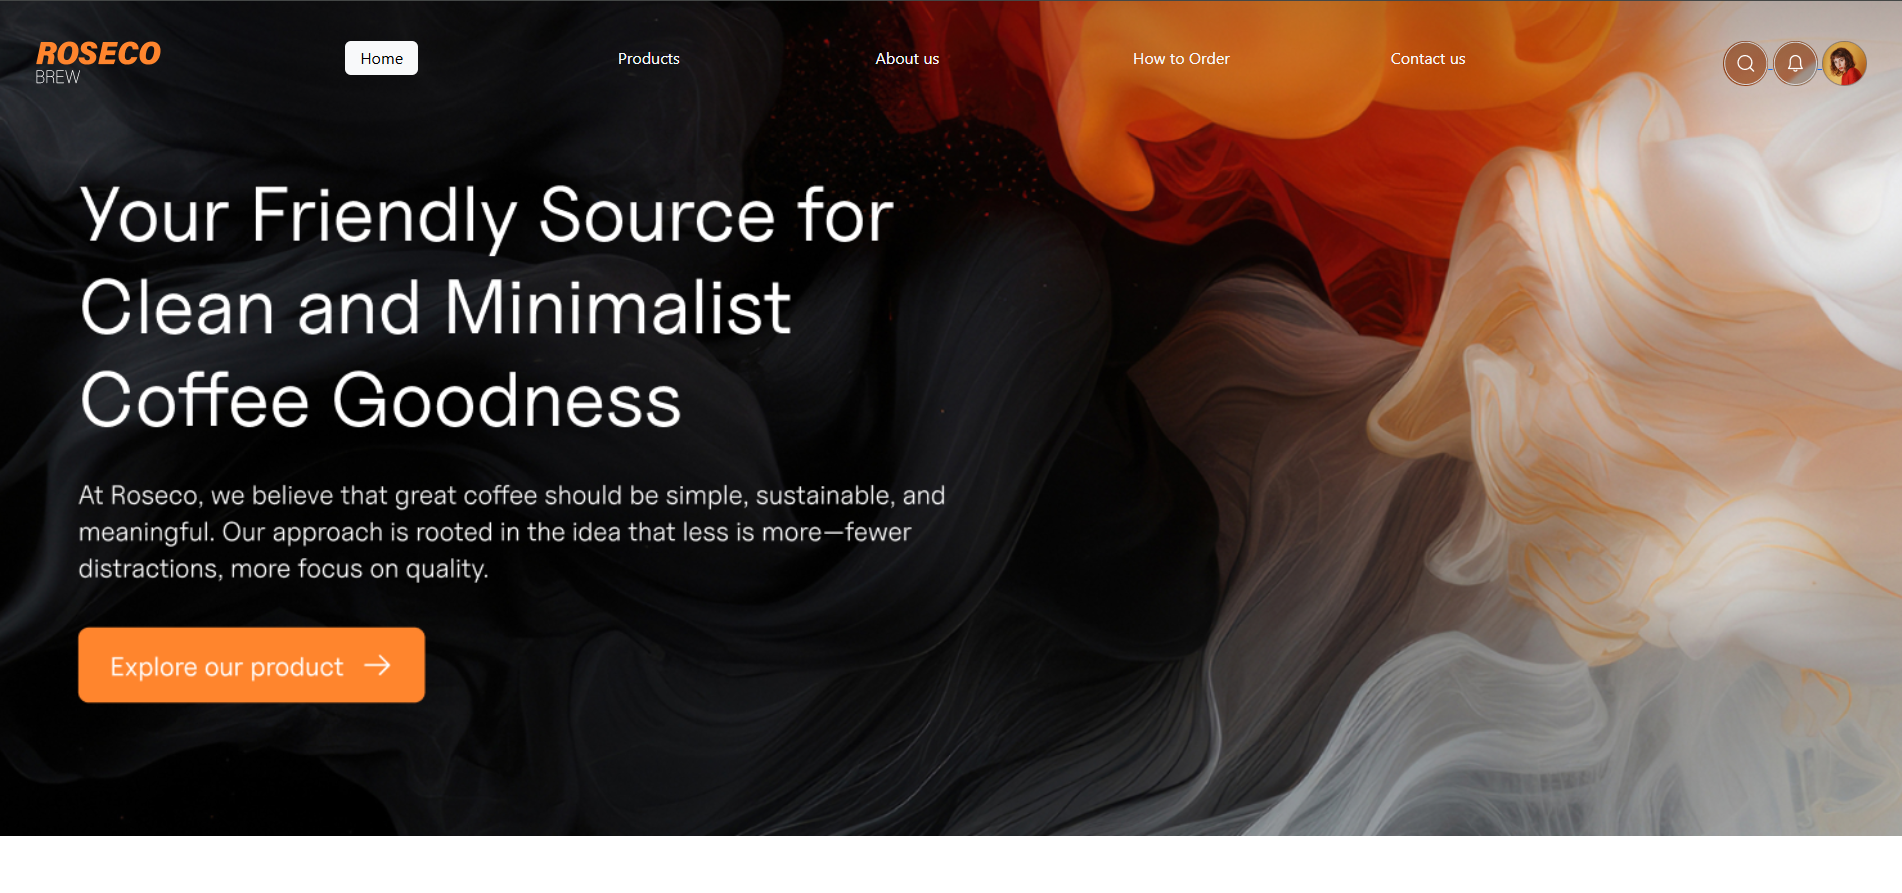 ROSECO
BREW
Home
Products
About us
How to Order
Contact us
Your Friendly Source for
Clean and Minimalist
Coffee Goodness
At Roseco, we believe that great coffee should be simple, sustainable, and
meaningful. Our approach is rooted in the idea that less is more—fewer
distractions, more focus on quality.
Explore our product →